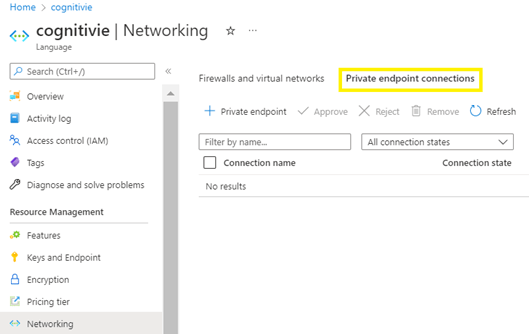 Home > cognitivie
cognitivie | Networking
Language
Search (Ctrl+/)
Overview
Activity log
Access control (IAM)
Tags
Diagnose and solve problems
Resource Management
Features
Keys and Endpoint
Encryption
Pricing tier
Networking
Firewalls and virtual networks Private endpoint connections
Private endpoint Approve Reject Remove Refresh
Filter by name... All connection states
Connection name Connection state
No results